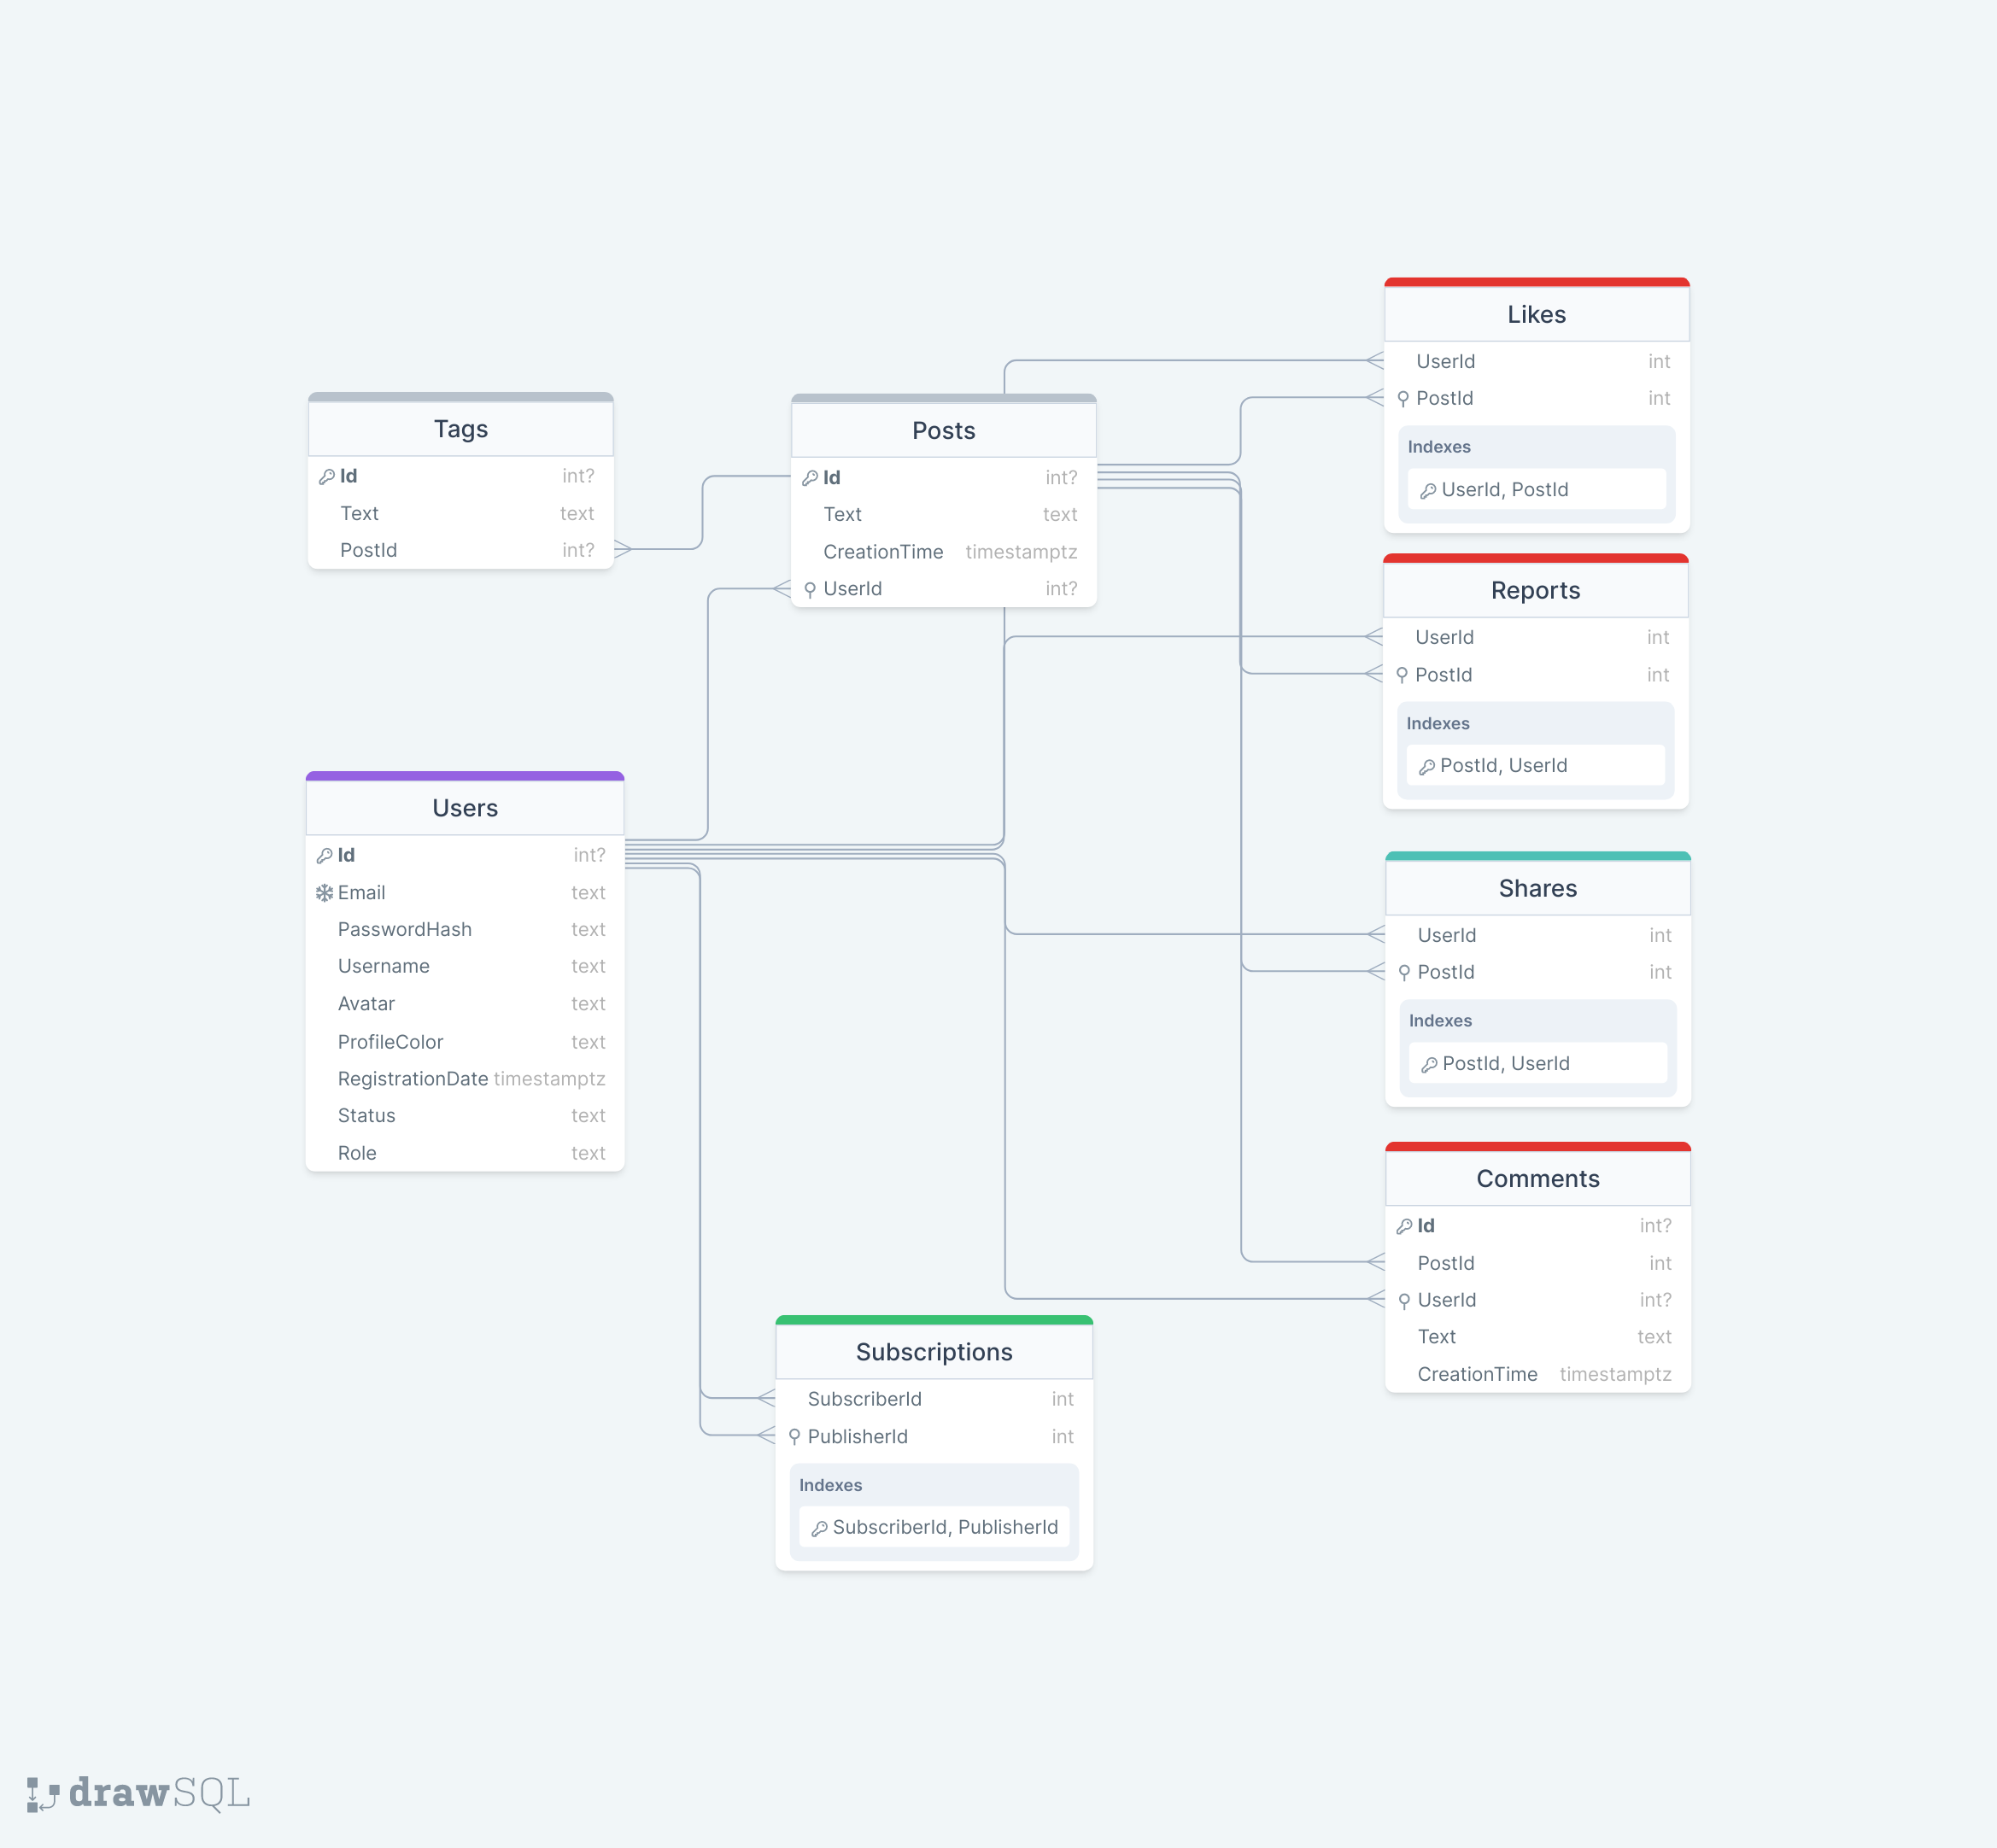 Tags
Id int?
Text text
PostId int?
Posts
Id int?
Text text
CreationTime timestamptz
UserId int?
Likes
UserId int
PostId int
Indexes
UserId, PostId
Reports
UserId int
PostId int
Indexes
PostId, UserId
Users
Id int?
Email text
PasswordHash text
Username text
Avatar text
ProfileColor text
RegistrationDate timestamptz
Status text
Role text
Shares
UserId int
PostId int
Indexes
PostId, UserId
Comments
Id int?
PostId int
UserId int?
Text text
CreationTime timestamptz
Subscriptions
SubscriberId int
PublisherId int
Indexes
SubscriberId, PublisherId
drawSQL